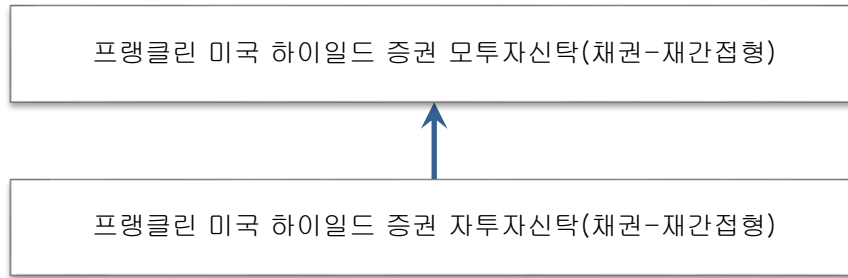 프랭클린 미국 하이일드 증권 모투자신탁(채권-재간접형)
프랭클린 미국 하이일드 증권 자투자신탁(채권-재간접형)